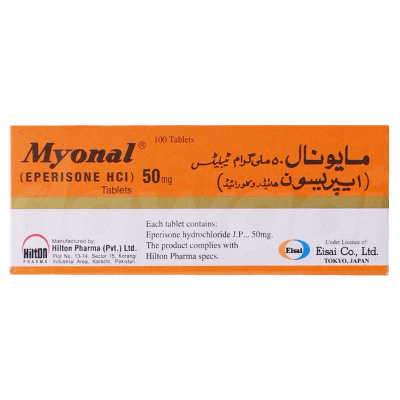 100 Tablets
Myonal®
(EPERISONE HCl) 50mg
Tablets
مایونال ۵۰ ملی گرام ٹیبلیٹس
(ایپریسون ہائیڈروکلورائیڈ)
Each tablet contains:
Eperisone hydrochloride J.P... 50mg.
The product complies with
Hilton Pharma specs.
Hilton
PHARMA
Manufactured by:
Hilton Pharma (Pvt.) Ltd.
Plot No. 13-14, Sector 15, Korangi
Industrial Area, Karachi, Pakistan.
Eisai
Under Licence of
Eisai Co., Ltd.
TOKYO, JAPAN